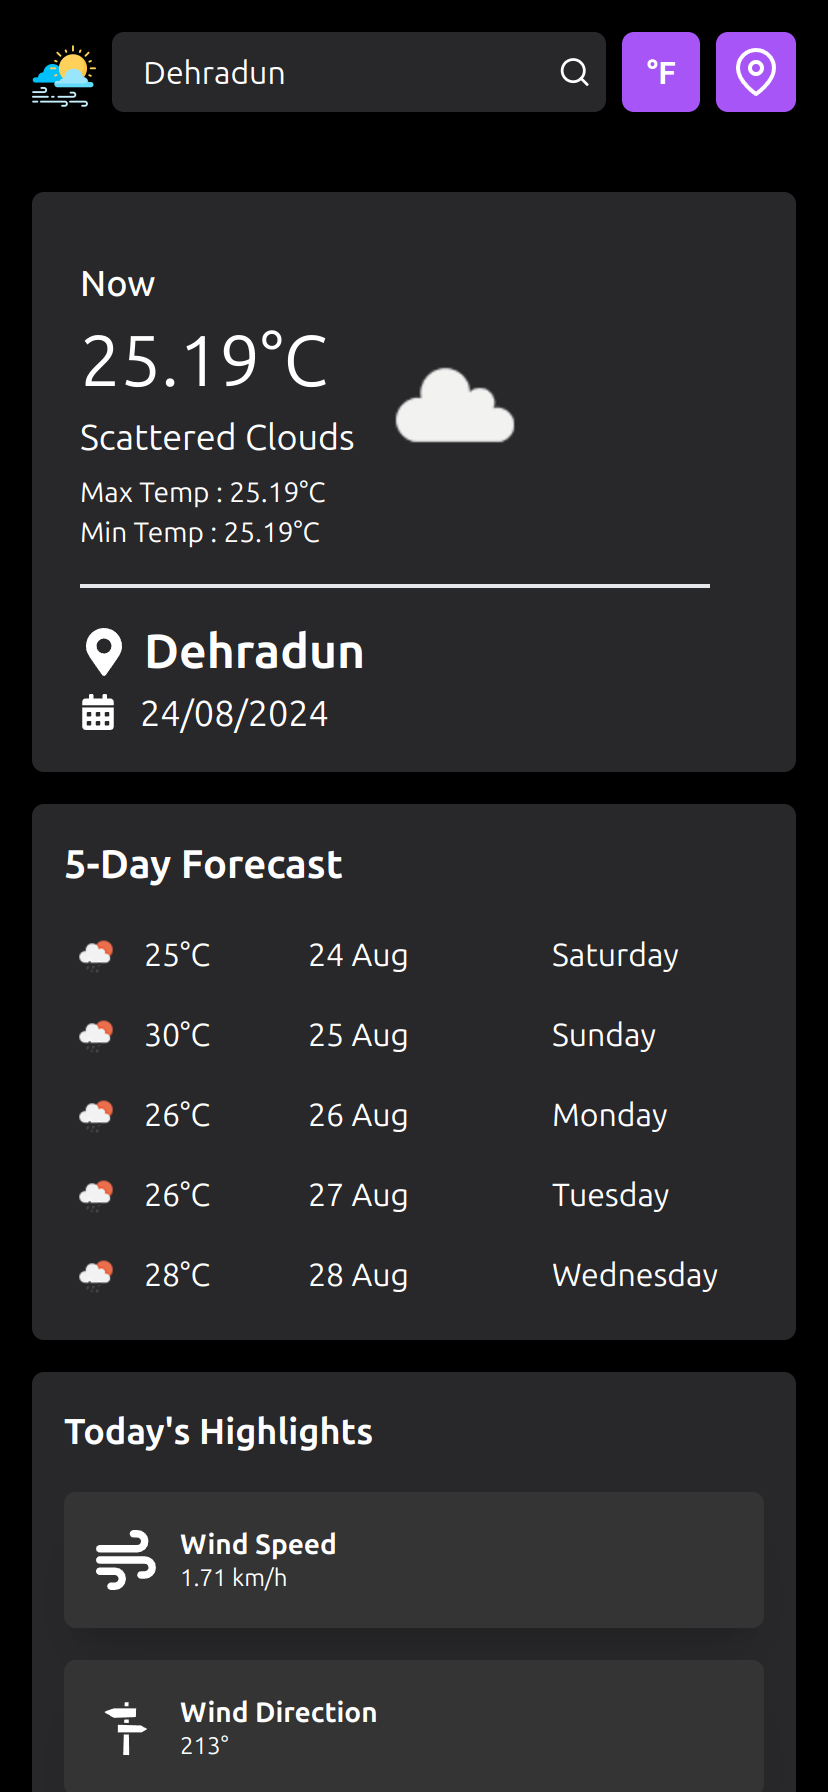 Dehradun
°F
Now
25.19°C
Scattered Clouds
Max Temp : 25.19°C
Min Temp : 25.19°C
Dehradun
24/08/2024
5-Day Forecast
25°C 24 Aug Saturday
30°C 25 Aug Sunday
26°C 26 Aug Monday
26°C 27 Aug Tuesday
28°C 28 Aug Wednesday
Today's Highlights
Wind Speed
1.71 km/h
Wind Direction
213°